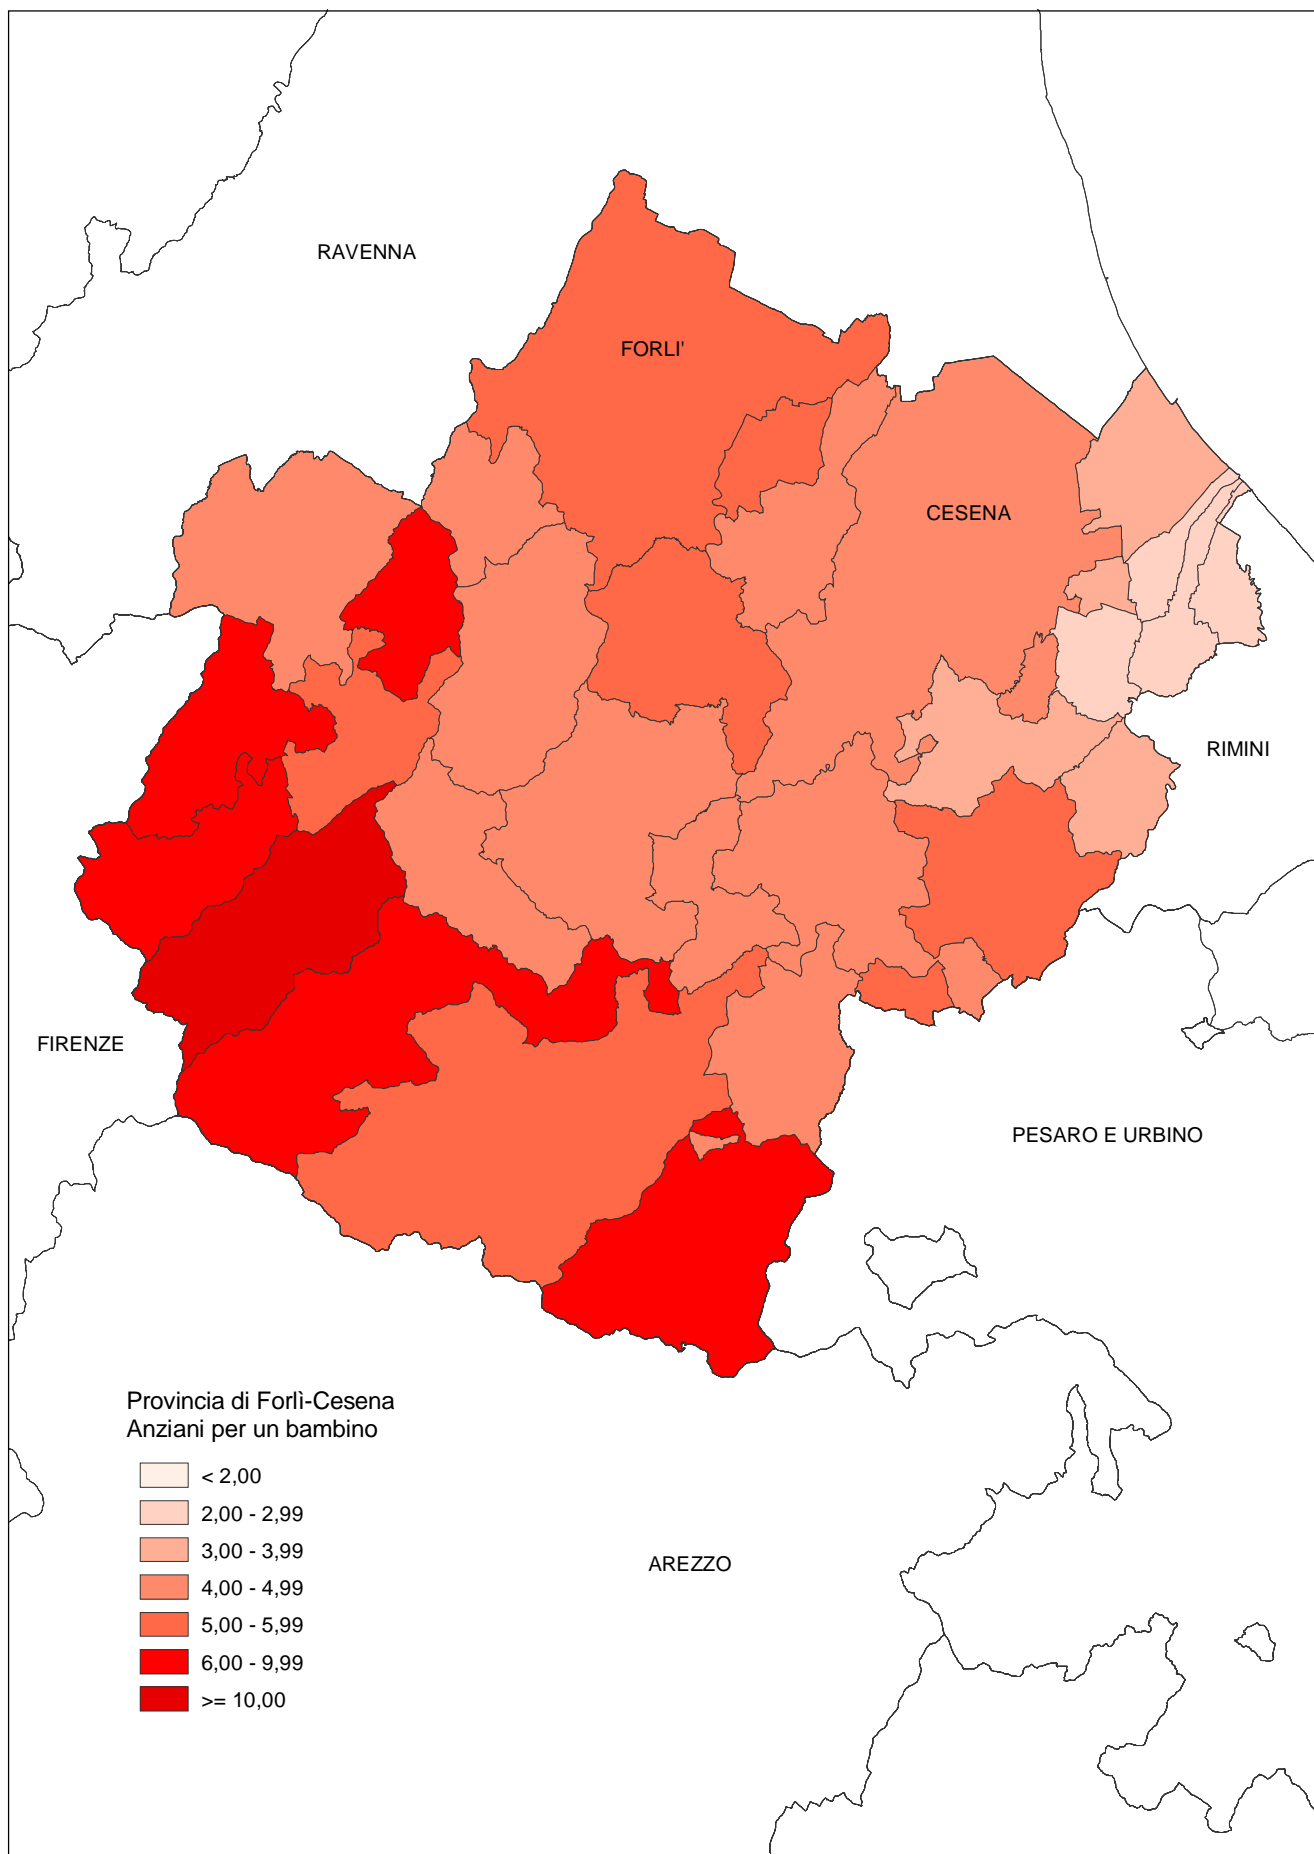 RAVENNA
FORLI'
CESENA
RIMINI
FIRENZE
PESARO E URBINO
Provincia di Forlì-Cesena
Anziani per un bambino
< 2,00
2,00 - 2,99
3,00 - 3,99
4,00 - 4,99
5,00 - 5,99
6,00 - 9,99
>= 10,00
AREZZO